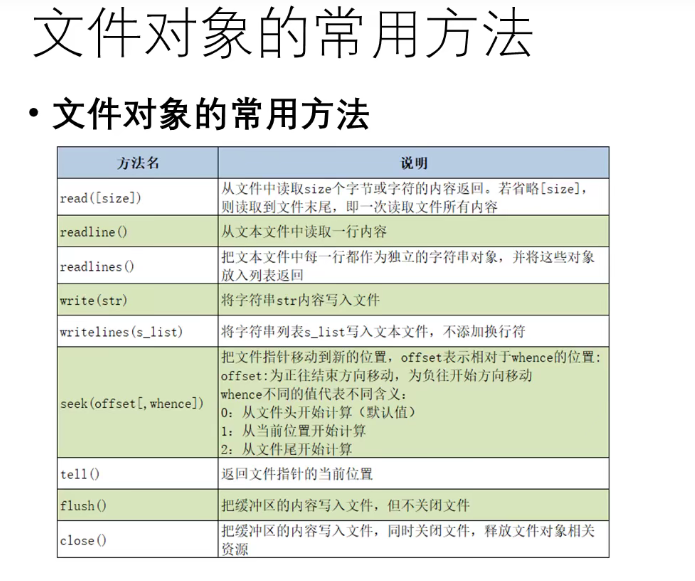 文件对象的常用方法
• 文件对象的常用方法
方法名 说明
read([size]) 从文件中读取size个字节或字符的内容返回。若省略[size],
则读取到文件末尾，即一次读取文件所有内容
readline() 从文本文件中读取一行内容
readlines() 把文本文件中每一行都作为独立的字符串对象，并将这些对象
放入列表返回
write(str) 将字符串str内容写入文件
writelines(s_list) 将字符串列表s_list写入文本文件，不添加换行符
seek(offset[,whence]) 把文件指针移动到新的位置，offset表示相对于whence的位置:
offset:为正往结束方向移动，为负往开始方向移动
whence不同的值代表不同含义:
0: 从文件头开始计算（默认值）
1: 从当前位置开始计算
2: 从文件尾开始计算
tell() 返回文件指针的当前位置
flush() 把缓冲区的内容写入文件，但不关闭文件
close() 把缓冲区的内容写入文件，同时关闭文件，释放文件对象相关
资源